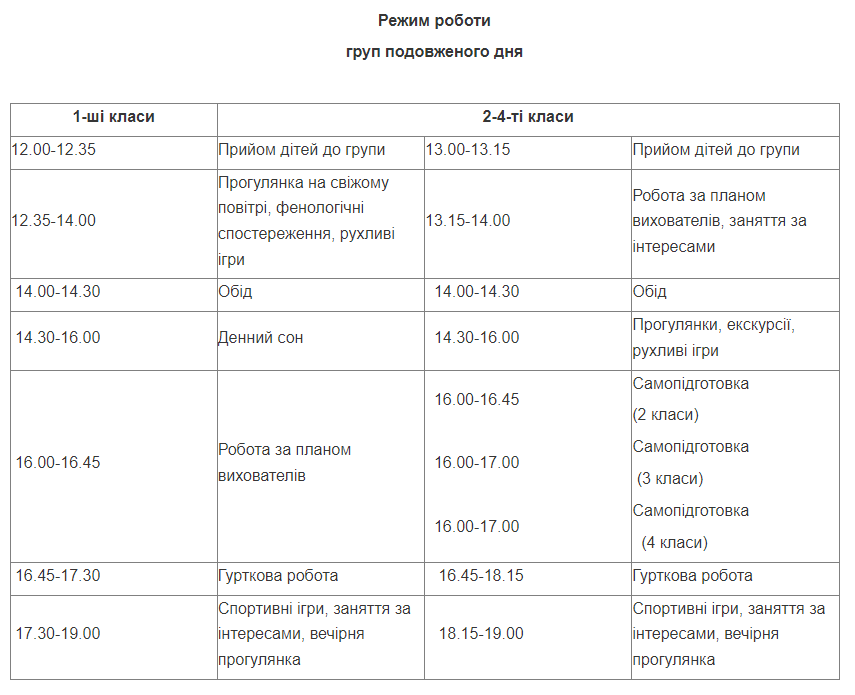 Режим роботи
груп подовженого дня
1-ші класи
2-4-ті класи
12.00-12.35
Прийом дітей до групи
13.00-13.15
Прийом дітей до групи
12.35-14.00
Прогулянка на свіжому
повітрі, фенологічні
спостереження, рухливі
ігри
13.15-14.00
Робота за планом
вихователів, заняття за
інтересами
14.00-14.30
Обід
14.00-14.30
Обід
14.30-16.00
Денний сон
14.30-16.00
Прогулянки, екскурсії,
рухливі ігри
16.00-16.45
Робота за планом
вихователів
16.00-16.45
Самопідготовка
(2 класи)
16.00-17.00
Самопідготовка
(3 класи)
16.00-17.00
Самопідготовка
(4 класи)
16.45-17.30
Гурткова робота
16.45-18.15
Гурткова робота
17.30-19.00
Спортивні ігри, заняття за
інтересами, вечірня
прогулянка
18.15-19.00
Спортивні ігри, заняття за
інтересами, вечірня
прогулянка